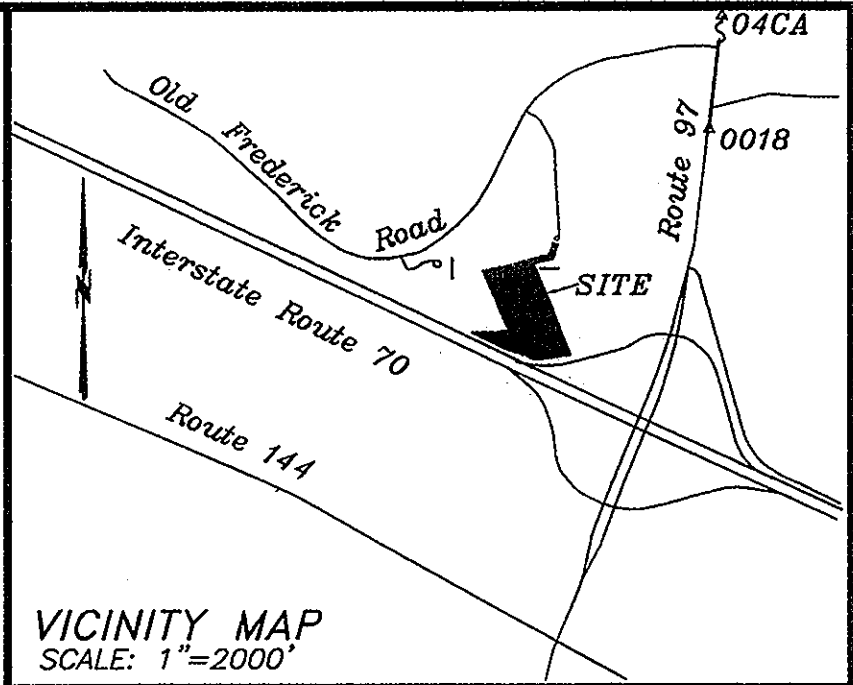 04CA
Old Frederick Road
Route 97
0018
SITE
Interstate Route 70
N
Route 144
VICINITY MAP
SCALE: 1"=2000'